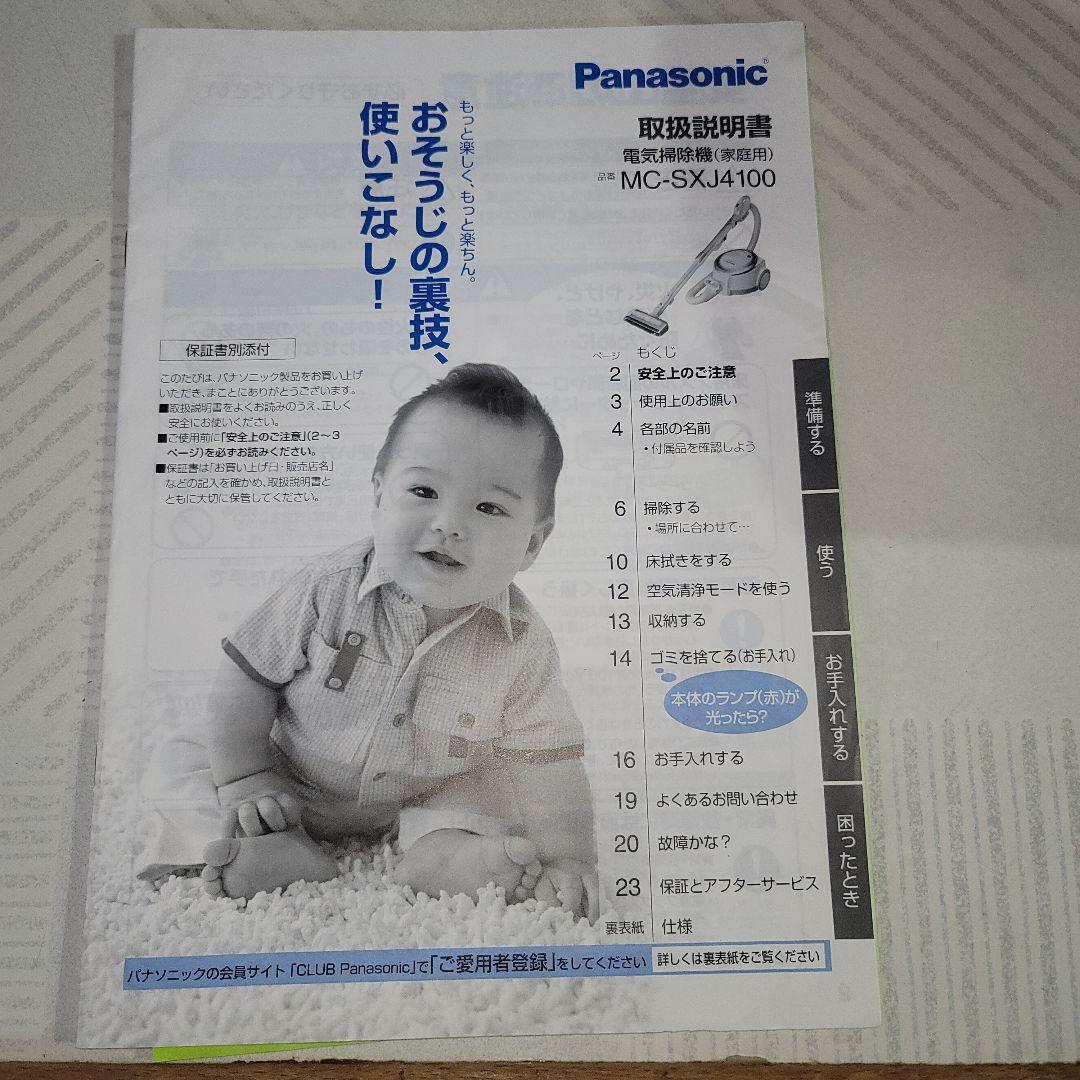 Panasonic®
取扱説明書
電気掃除機(家庭用)
品番 MC-SXJ4100
もっと楽しく、もっと楽ちん。
おそうじの裏技、
使いこなし！
保証書別添付
このたびは、パナソニック製品をお買い上げ
いただき、まことにありがとうございます。
■取扱説明書をよくお読みのうえ、正しく
安全にお使いください。
■ご使用前に「安全上のご注意」(2～3
ページ)を必ずお読みください。
■保証書は「お買い上げ日・販売店名」
などの記入を確かめ、取扱説明書と
ともに大切に保管してください。
ページ もくじ
2 安全上のご注意
3 使用上のお願い
4 各部の名前
・付属品を確認しよう
6 掃除する
・場所に合わせて…
10 床拭きをする
12 空気清浄モードを使う
13 収納する
14 ゴミを捨てる(お手入れ)
本体のランプ(赤)が
光ったら?
16 お手入れする
19 よくあるお問い合わせ
20 故障かな？
23 保証とアフターサービス
裏表紙 仕様
準備する
使う
お手入れする
困ったとき
パナソニックの会員サイト「CLUB Panasonic」で「ご愛用者登録」をしてください 詳しくは裏表紙をご覧ください